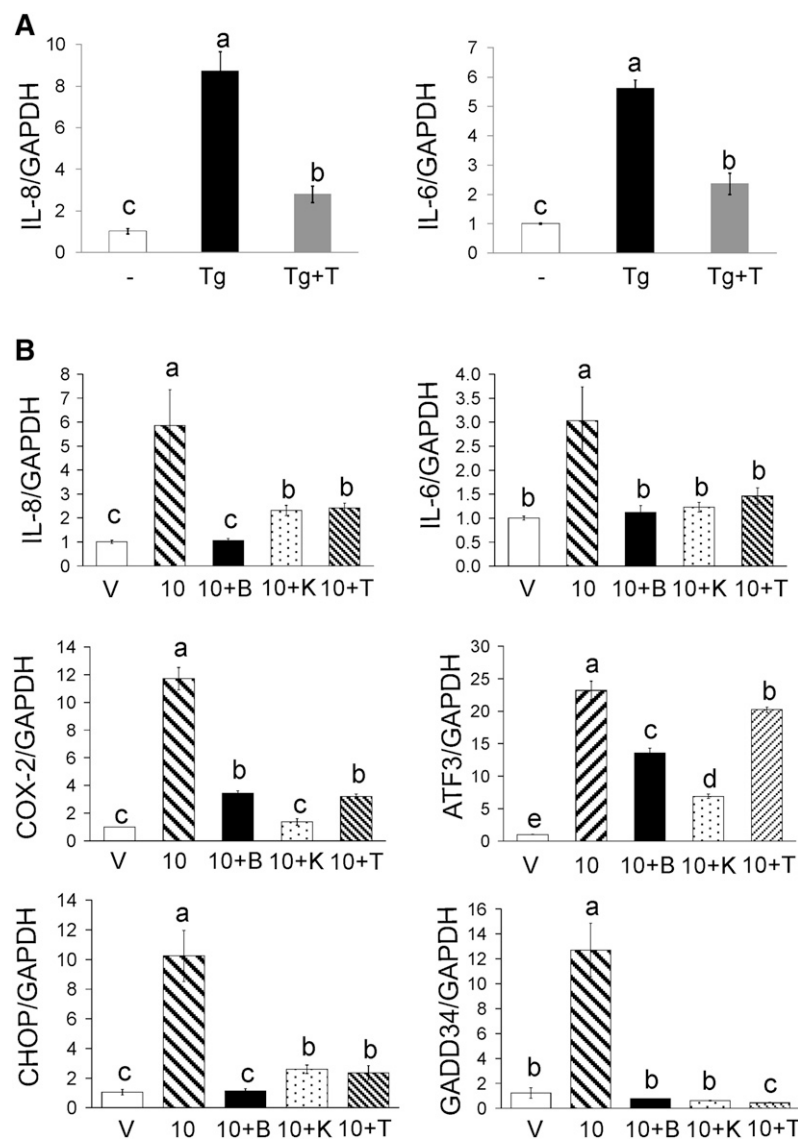 A
IL-8/GAPDH
10
8
6
4
2
0
c
a
b
-
Tg
Tg+T
IL-6/GAPDH
7
6
5
4
3
2
1
0
c
a
b
-
Tg
Tg+T
B
IL-8/GAPDH
8
7
6
5
4
3
2
1
0
c
a
c
b
b
V
10
10+B
10+K
10+T
IL-6/GAPDH
4.0
3.5
3.0
2.5
2.0
1.5
1.0
0.5
0.0
b
a
b
b
b
V
10
10+B
10+K
10+T
COX-2/GAPDH
14
12
10
8
6
4
2
0
c
a
b
c
b
V
10
10+B
10+K
10+T
ATF3/GAPDH
30
25
20
15
10
5
0
e
a
c
d
b
V
10
10+B
10+K
10+T
CHOP/GAPDH
14
12
10
8
6
4
2
0
c
a
c
b
b
V
10
10+B
10+K
10+T
GADD34/GAPDH
16
14
12
10
8
6
4
2
0
b
a
b
b
c
V
10
10+B
10+K
10+T